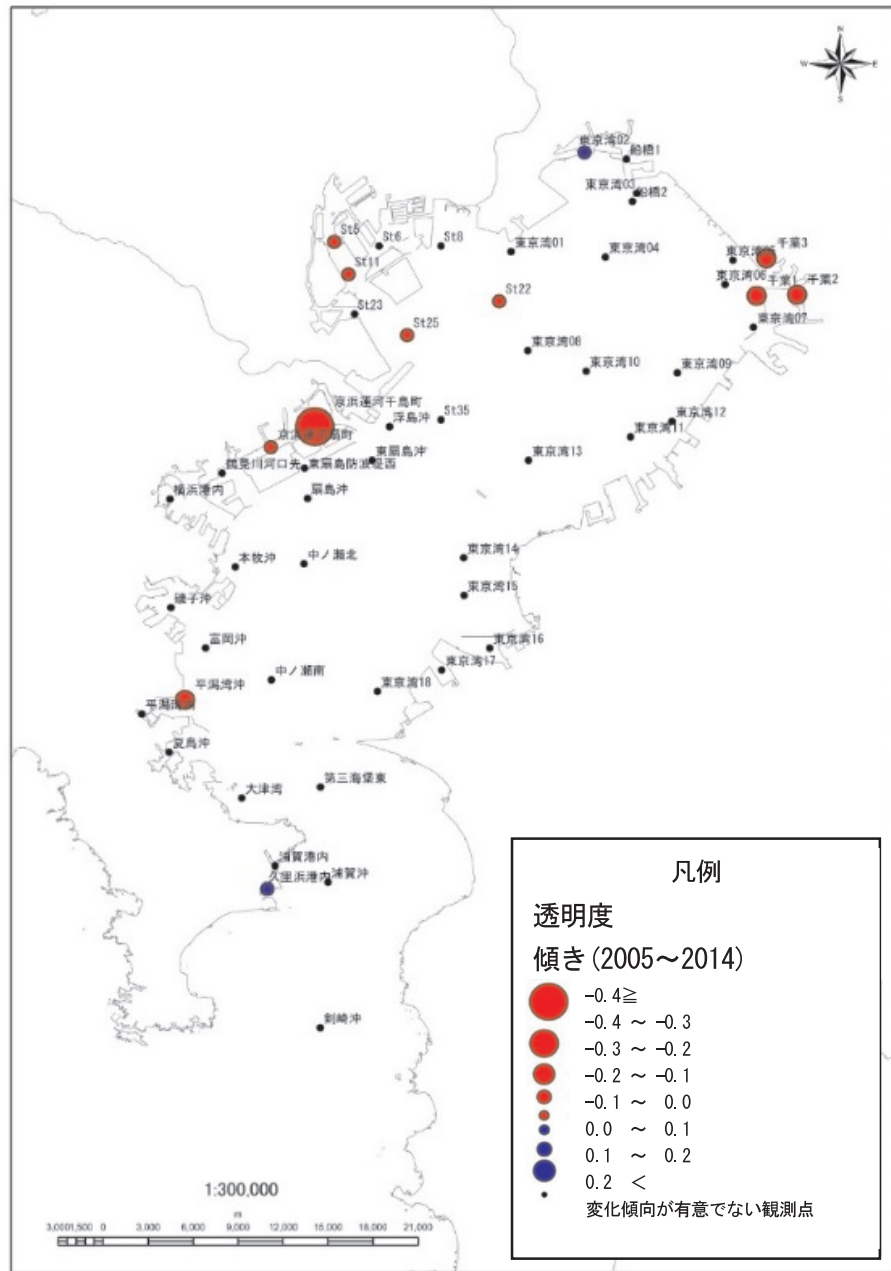 N
W
E
S
東京湾02
船橋1
東京湾03
船橋2
St5
St6
St8
東京湾01
東京湾04
千葉3
St11
東京湾06
千葉1
千葉2
St22
St23
東京湾07
St25
東京湾08
東京湾10
東京湾09
京浜運河千鳥町
浮島沖
St35
東京湾12
東京湾11
東扇島沖
東京湾13
鶴見川河口先
東扇島防波堤西
横浜港内
扇島沖
本牧沖
中ノ瀬北
東京湾14
東京湾15
磯子沖
富岡沖
東京湾16
中ノ瀬南
東京湾17
平潟湾沖
東京湾18
夏島沖
第三海堡東
大津湾
浦賀港内
久里浜港内
浦賀沖
剣崎沖
凡例
透明度
傾き(2005～2014)
-0.4≧
-0.4 ～ -0.3
-0.3 ～ -0.2
-0.2 ～ -0.1
-0.1 ～ 0.0
0.0 ～ 0.1
0.1 ～ 0.2
0.2 <
変化傾向が有意でない観測点
1:300,000
m
3,0001,500 0 3,000 6,000 9,000 12,000 15,000 18,000 21,000